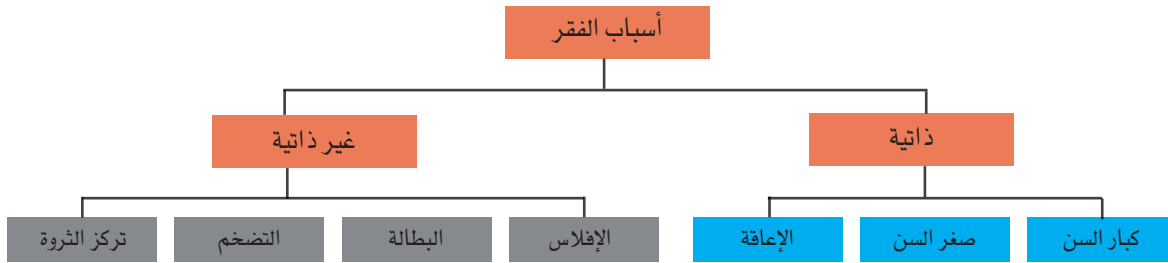 أسباب الفقر
ذاتية
غير ذاتية
كبار السن
صغر السن
الإعاقة
الإفلاس
البطالة
التضخم
تركز الثروة